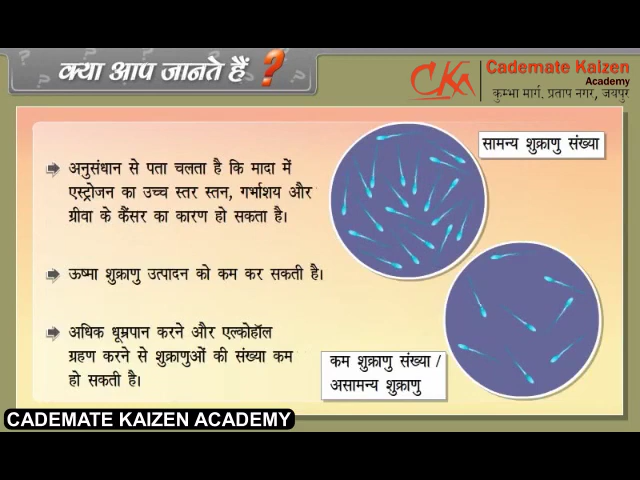 क्या आप जानते हैं ?
CKA
Cademate Kaizen
Academy
कुम्भा मार्ग. प्रताप नगर, जयपुर
सामन्य शुक्राणु संख्या
अनुसंधान से पता चलता है कि मादा में
एस्ट्रोजन का उच्च स्तर स्तन, गर्भाशय और
ग्रीवा के कैंसर का कारण हो सकता है।
ऊष्मा शुक्राणु उत्पादन को कम कर सकती है।
अधिक धूम्रपान करने और एल्कोहॉल
ग्रहण करने से शुक्राणुओं की संख्या कम
हो सकती है।
कम शुक्राणु संख्या /
असामन्य शुक्राणु
CADEMATE KAIZEN ACADEMY